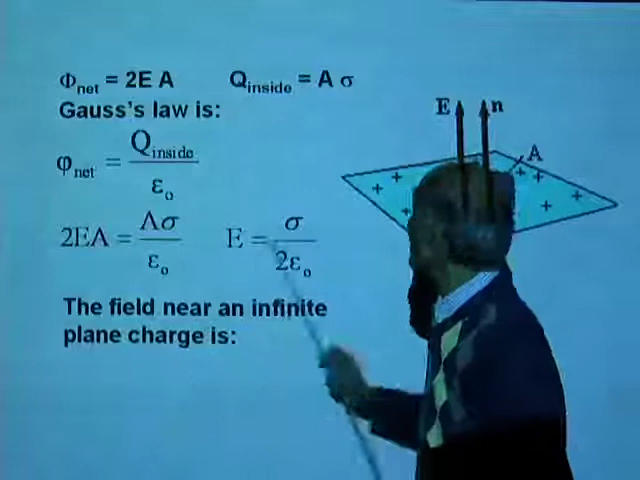 Φnet = 2E A   Qinside = A σ
Gauss's law is:
φnet = Qinside / εo
2EA = Aσ / εo   E = σ / 2εo
The field near an infinite
plane charge is:
E n
A
+ + + + + + +